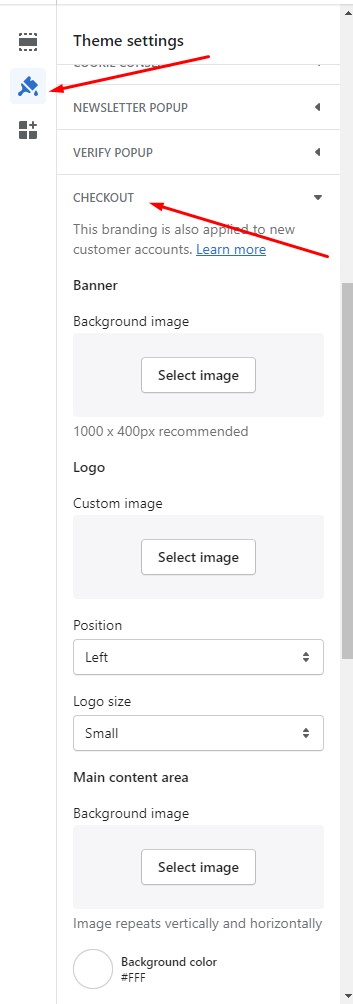 Theme settings
COOKIE CONSENT
NEWSLETTER POPUP
VERIFY POPUP
CHECKOUT
This branding is also applied to new
customer accounts. Learn more
Banner
Background image
Select image
1000 x 400px recommended
Logo
Custom image
Select image
Position
Left
Logo size
Small
Main content area
Background image
Select image
Image repeats vertically and horizontally
Background color
#FFF